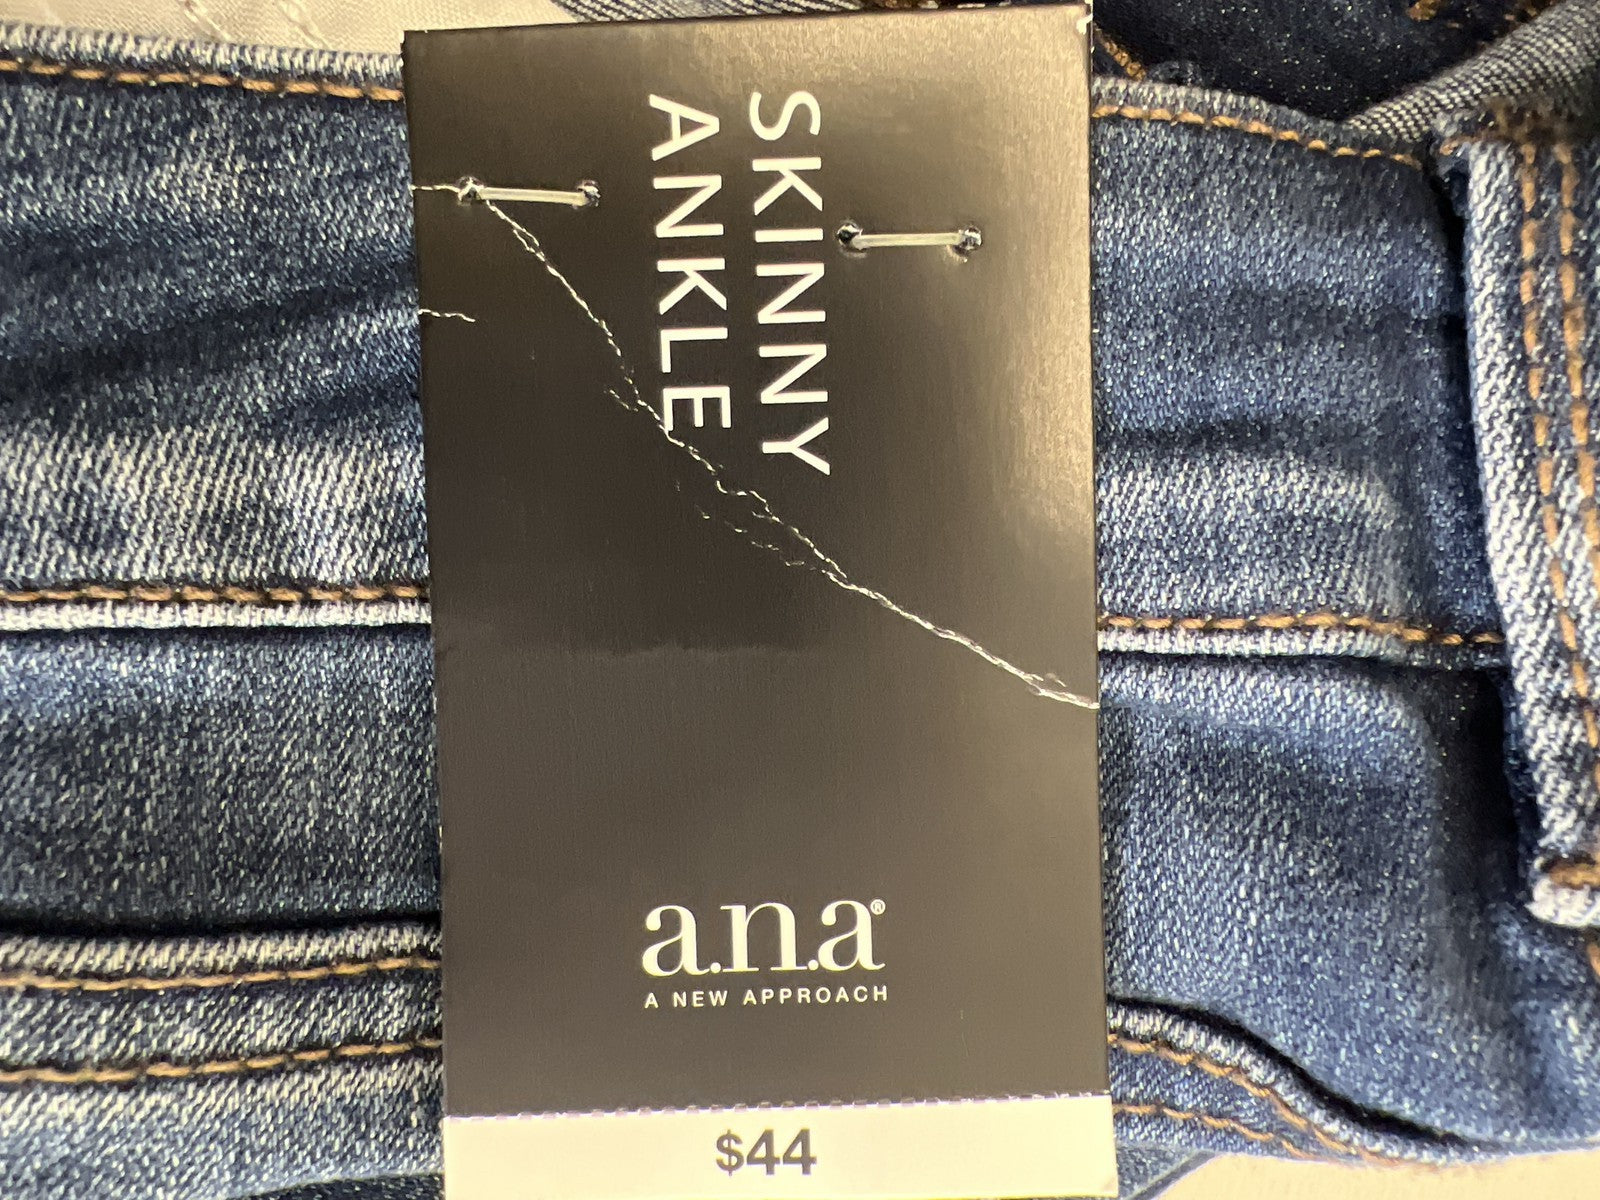 SKINNY
ANKLE
a.n.a®
A NEW APPROACH
$44